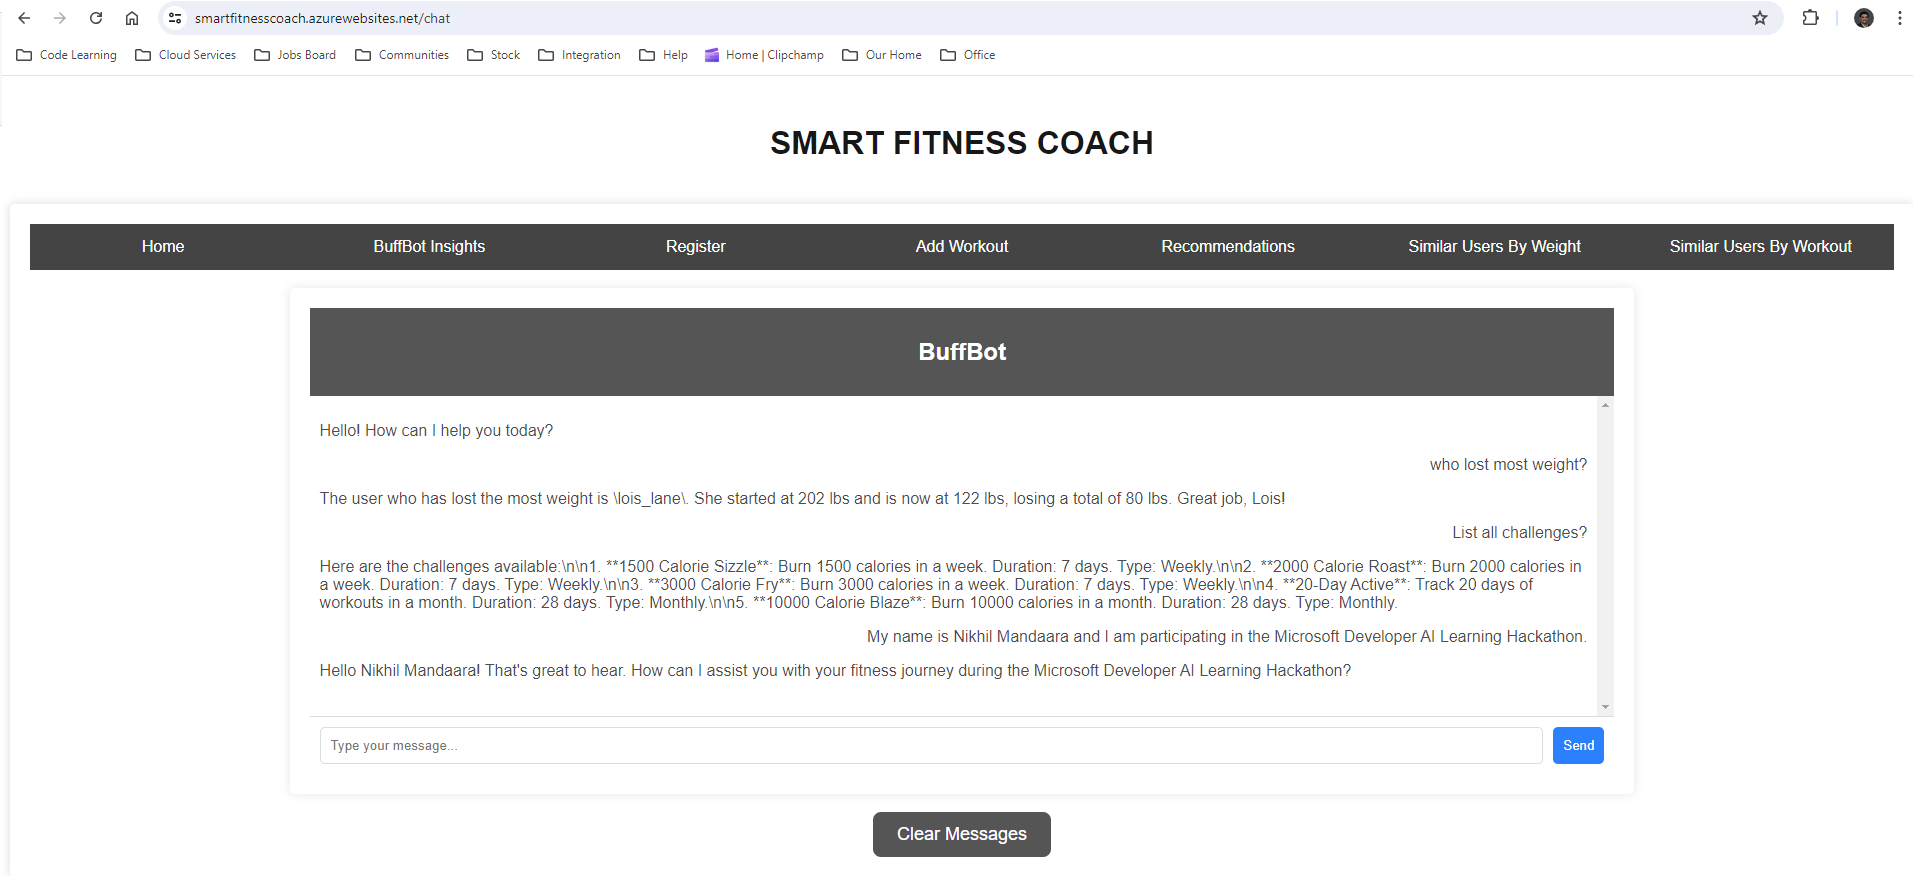 smartfitnesscoach.azurewebsites.net/chat
Code Learning Cloud Services Jobs Board Communities Stock Integration Help Home | Clipchamp Our Home Office
SMART FITNESS COACH
Home BuffBot Insights Register Add Workout Recommendations Similar Users By Weight Similar Users By Workout
BuffBot
Hello! How can I help you today?
who lost most weight?
The user who has lost the most weight is \lois_lane\. She started at 202 lbs and is now at 122 lbs, losing a total of 80 lbs. Great job, Lois!
List all challenges?
Here are the challenges available:\n\n1. **1500 Calorie Sizzle**: Burn 1500 calories in a week. Duration: 7 days. Type: Weekly.\n\n2. **2000 Calorie Roast**: Burn 2000 calories in
a week. Duration: 7 days. Type: Weekly.\n\n3. **3000 Calorie Fry**: Burn 3000 calories in a week. Duration: 7 days. Type: Weekly.\n\n4. **20-Day Active**: Track 20 days of
workouts in a month. Duration: 28 days. Type: Monthly.\n\n5. **10000 Calorie Blaze**: Burn 10000 calories in a month. Duration: 28 days. Type: Monthly.
My name is Nikhil Mandaara and I am participating in the Microsoft Developer AI Learning Hackathon.
Hello Nikhil Mandaara! That's great to hear. How can I assist you with your fitness journey during the Microsoft Developer AI Learning Hackathon?
Type your message...
Send
Clear Messages